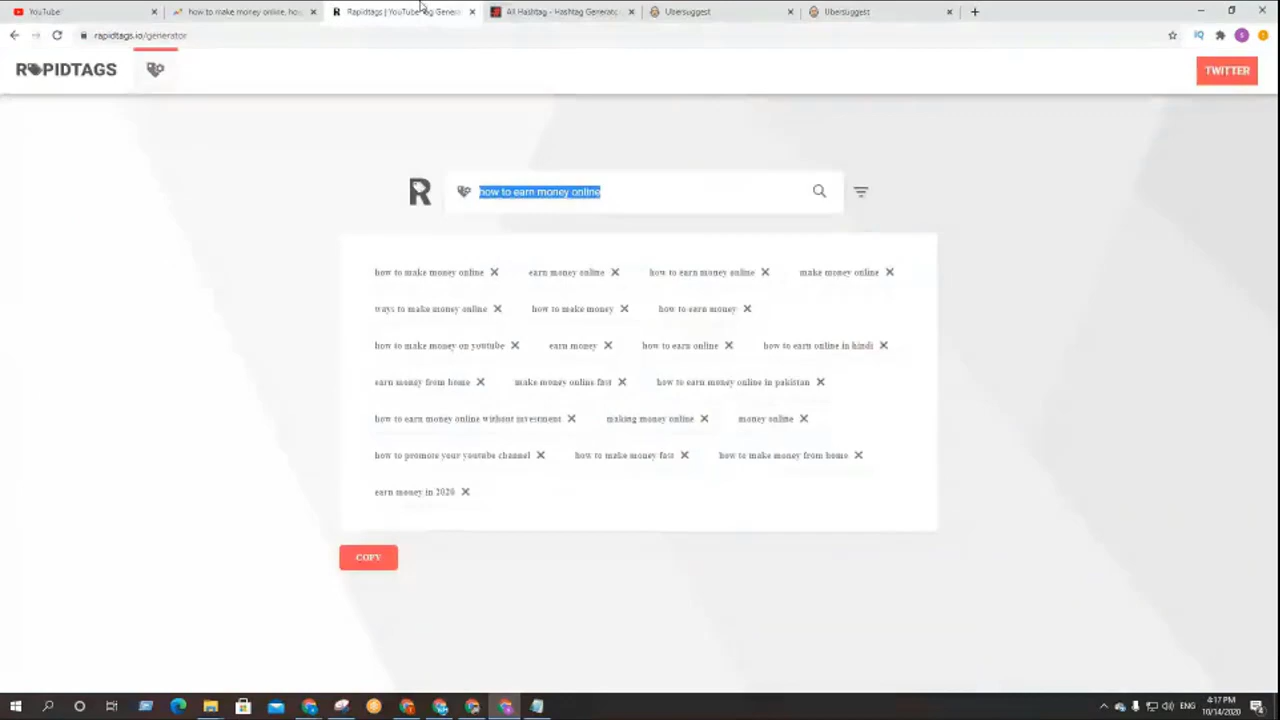 YouTube
how to make money online, ho
Rapidtags | YouTube Tag Genera
All Hashtag - Hashtag Generato
Ubersuggest
Ubersuggest
rapidtags.io/generator
RAPIDTAGS
TWITTER
R
how to earn money online
how to make money online
earn money online
how to earn money online
make money online
ways to make money online
how to make money
how to earn money
how to make money on youtube
earn money
how to earn online
how to earn online in hindi
earn money from home
make money online fast
how to earn money online in pakistan
how to earn money online without investment
making money online
money online
how to promote your youtube channel
how to make money fast
how to make money from home
earn money in 2020
COPY
ENG
4:17 PM
10/14/2020